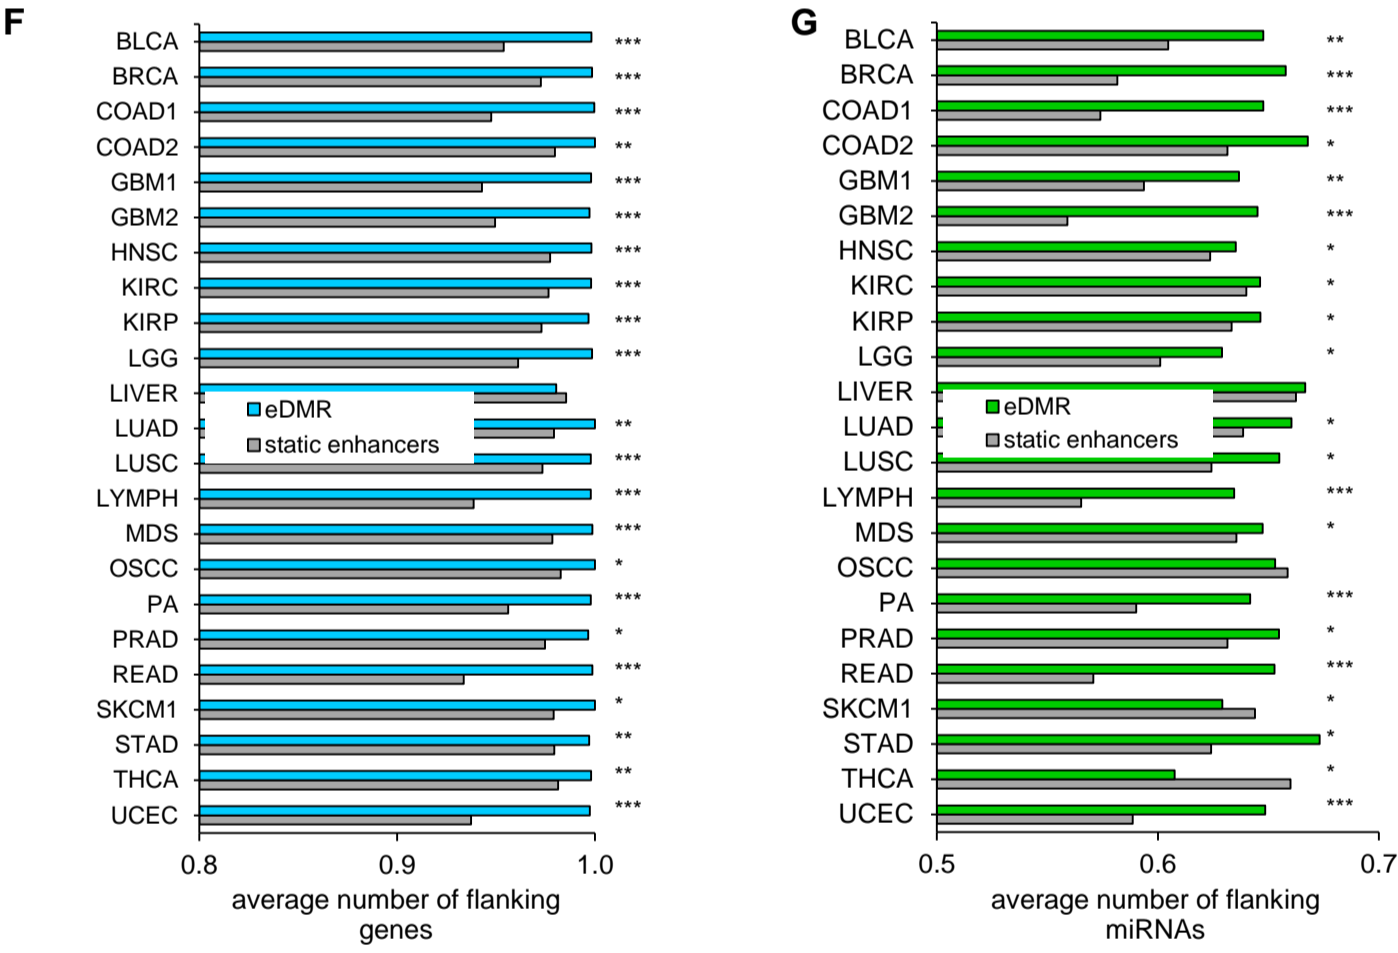 F
BLCA ***
BRCA ***
COAD1 ***
COAD2 **
GBM1 ***
GBM2 ***
HNSC ***
KIRC ***
KIRP ***
LGG ***
LIVER
eDMR
LUAD **
static enhancers
LUSC ***
LYMPH ***
MDS ***
OSCC *
PA ***
PRAD *
READ ***
SKCM1 *
STAD **
THCA **
UCEC ***
0.8 0.9 1.0
average number of flanking
genes
G
BLCA **
BRCA ***
COAD1 ***
COAD2 *
GBM1 **
GBM2 ***
HNSC *
KIRC *
KIRP *
LGG *
LIVER
eDMR
LUAD *
static enhancers
LUSC *
LYMPH ***
MDS *
OSCC
PA ***
PRAD *
READ ***
SKCM1 *
STAD *
THCA *
UCEC ***
0.5 0.6 0.7
average number of flanking
miRNAs